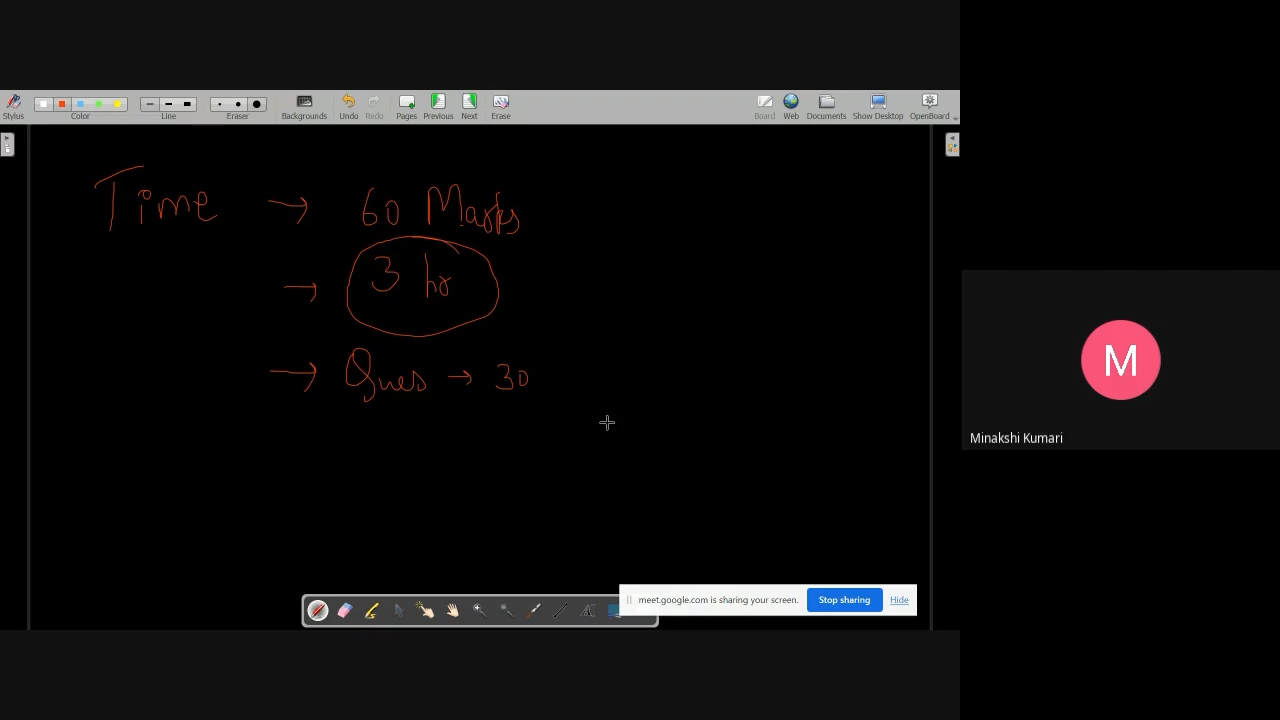 Stylus Color Line Eraser Backgrounds Undo Redo Pages Previous Next Erase Board Web Documents Show Desktop OpenBoard
Time → 60 Marks
→ 3 hr
→ Ques → 30
M
Minakshi Kumari
meet.google.com is sharing your screen. Stop sharing Hide